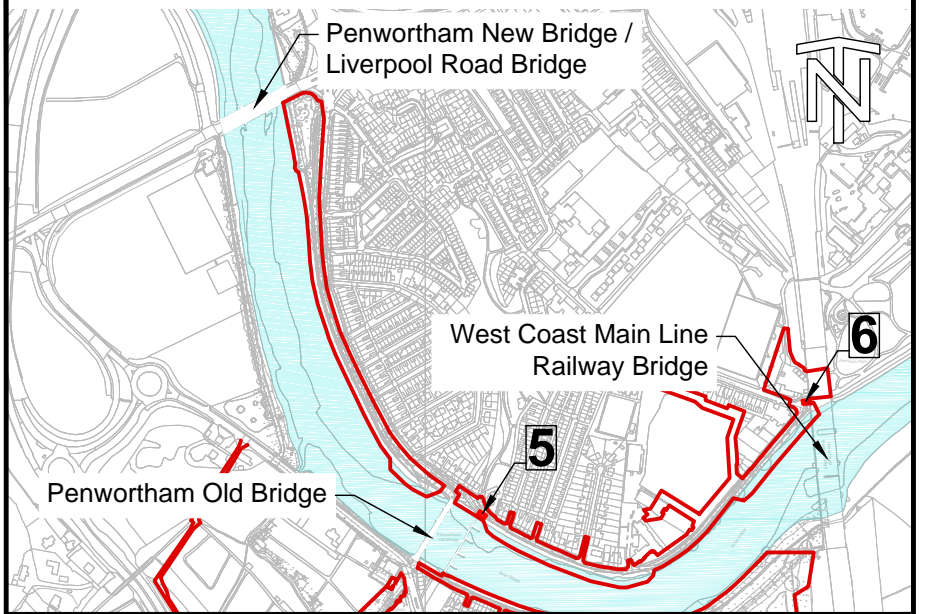 Penwortham New Bridge /
Liverpool Road Bridge
N
West Coast Main Line
Railway Bridge
6
5
Penwortham Old Bridge